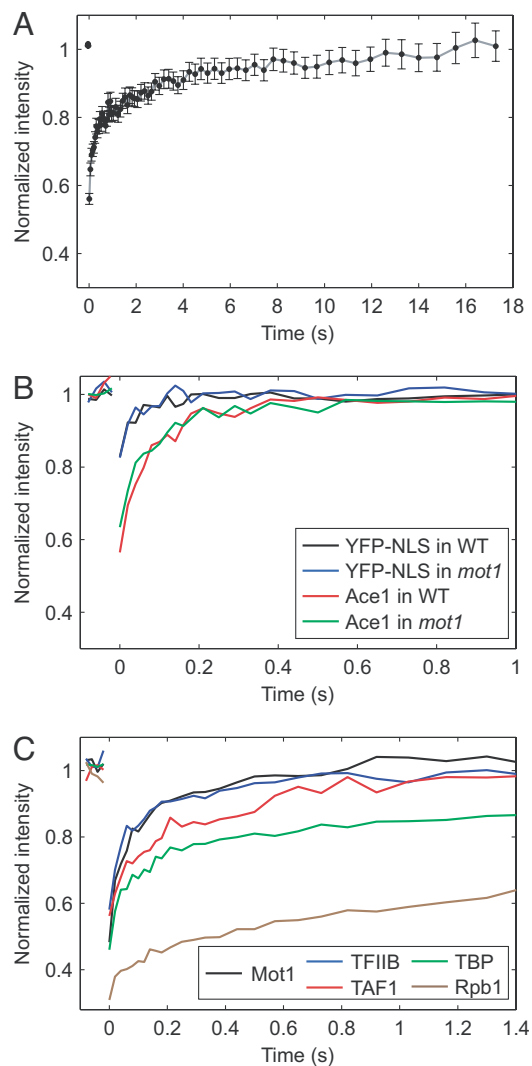 A
Normalized intensity
1
0.8
0.6
0.4
0 2 4 6 8 10 12 14 16 18
Time (s)
B
Normalized intensity
1
0.8
0.6
0.4
YFP-NLS in WT
YFP-NLS in mot1
Ace1 in WT
Ace1 in mot1
0 0.2 0.4 0.6 0.8 1
Time (s)
C
Normalized intensity
1
0.8
0.6
0.4
Mot1 TFIIB TBP
TAF1 Rpb1
0 0.2 0.4 0.6 0.8 1 1.2 1.4
Time (s)